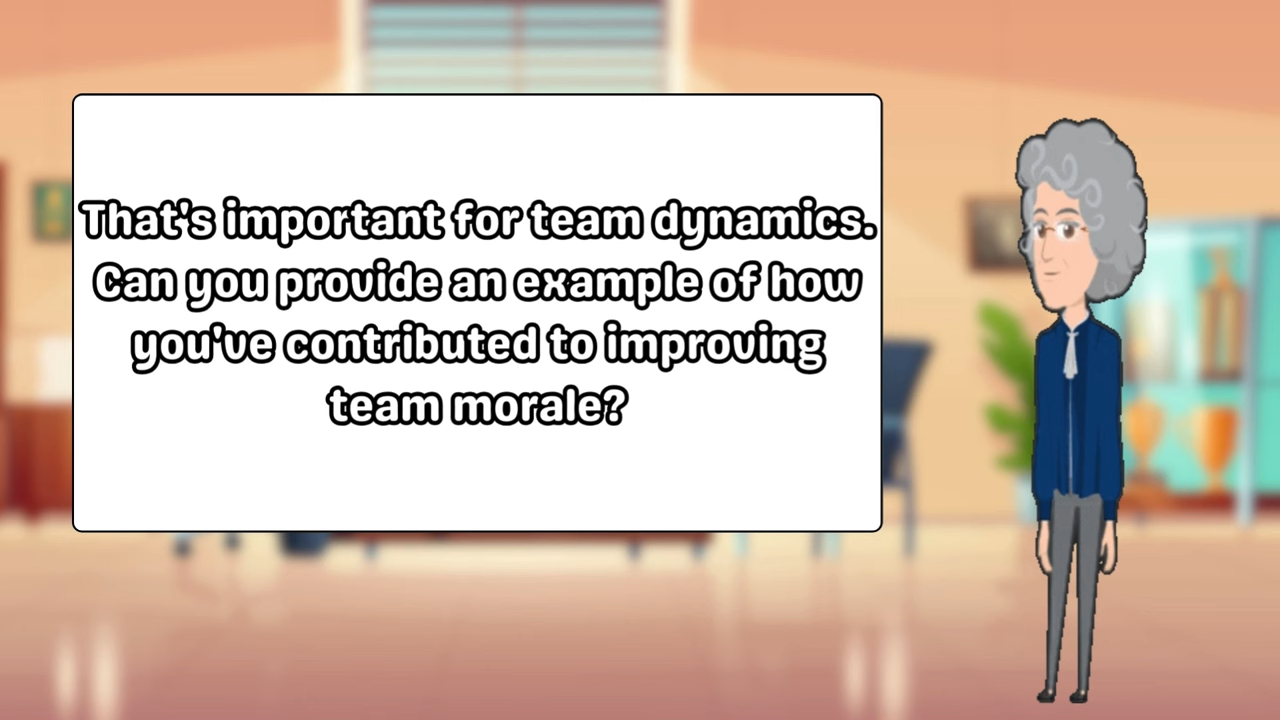 That's important for team dynamics.
Can you provide an example of how
you've contributed to improving
team morale?